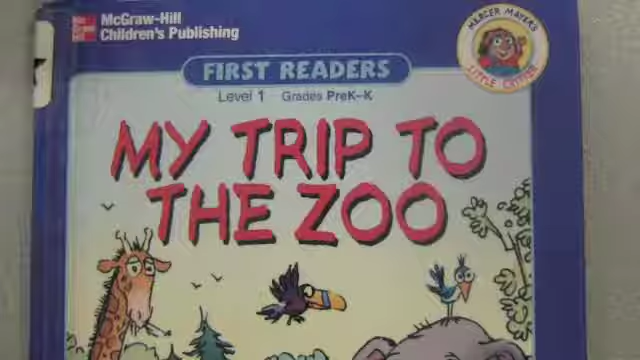 McGraw-Hill
Children's Publishing
MERCER MAYER'S
LITTLE CRITTER
FIRST READERS
Level 1 Grades PreK-K
MY TRIP TO
THE ZOO